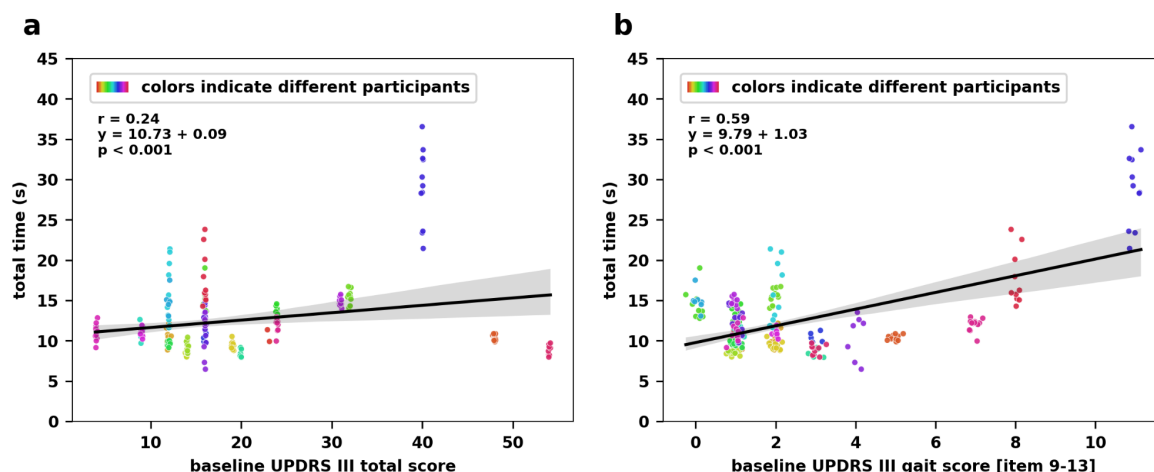 a
45
40
35
30
25
20
15
10
5
0
total time (s)
colors indicate different participants
r = 0.24
y = 10.73 + 0.09
p < 0.001
10
20
30
40
50
baseline UPDRS III total score
b
45
40
35
30
25
20
15
10
5
0
total time (s)
colors indicate different participants
r = 0.59
y = 9.79 + 1.03
p < 0.001
0
2
4
6
8
10
baseline UPDRS III gait score [item 9-13]